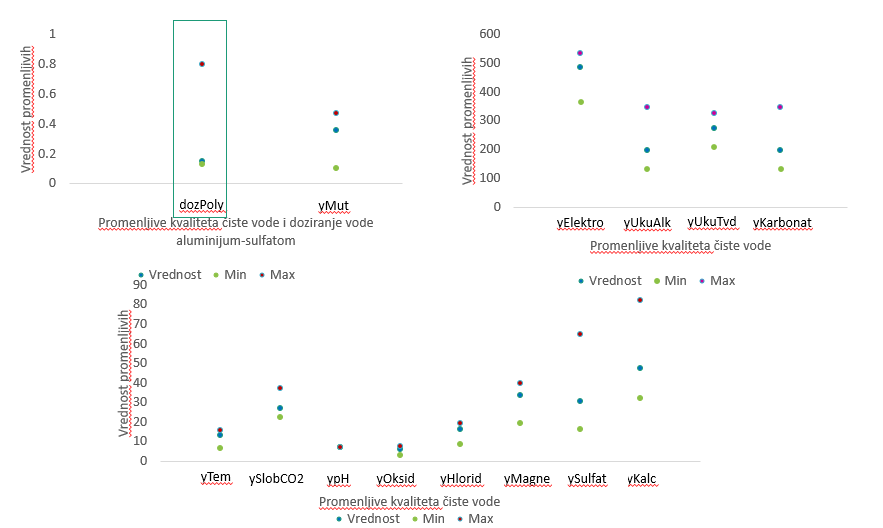 1
0.8
0.6
0.4
0.2
0
Vrednost promenljivih
dozPoly
yMut
Promenljive kvaliteta čiste vode i doziranje vode
aluminijum-sulfatom
Vrednost Min Max
600
500
400
300
200
100
0
Vrednost promenljivih
yElektro yUkuAlk yUkuTvd yKarbonat
Promenljive kvaliteta čiste vode
Vrednost Min Max
90
80
70
60
50
40
30
20
10
0
Vrednost promenljivih
yTem ySlobCO2 ypH yOksid yHlorid yMagne ySulfat yKalc
Promenljive kvaliteta čiste vode
Vrednost Min Max